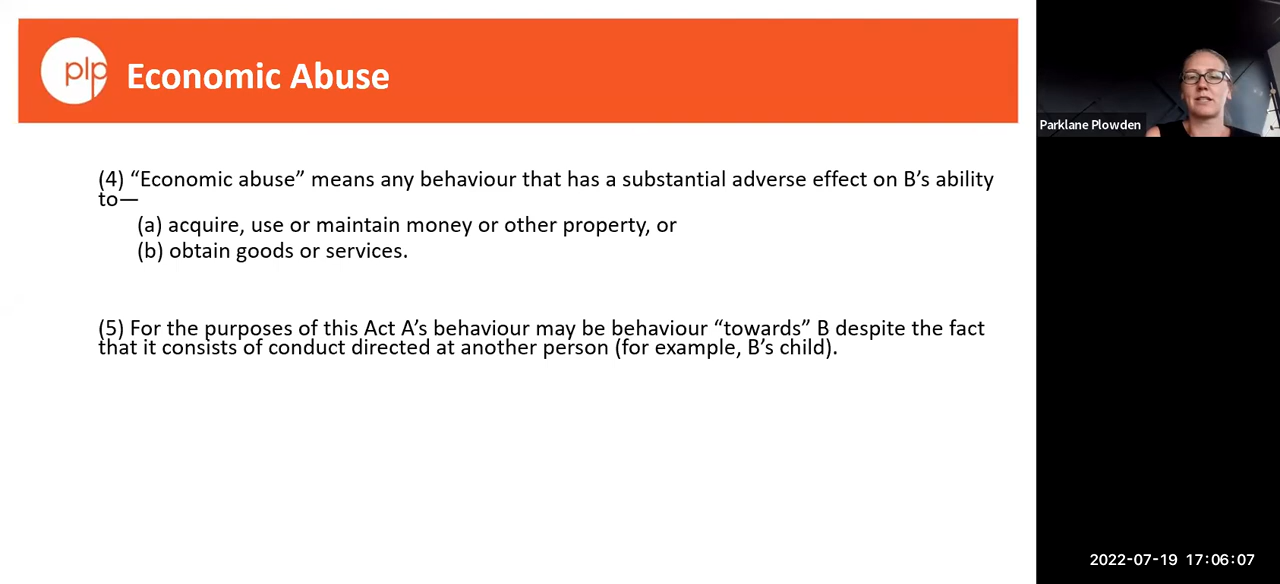 plp
Economic Abuse
Parklane Plowden
(4) “Economic abuse” means any behaviour that has a substantial adverse effect on B’s ability
to—
(a) acquire, use or maintain money or other property, or
(b) obtain goods or services.
(5) For the purposes of this Act A’s behaviour may be behaviour “towards” B despite the fact
that it consists of conduct directed at another person (for example, B’s child).
2022-07-19 17:06:07